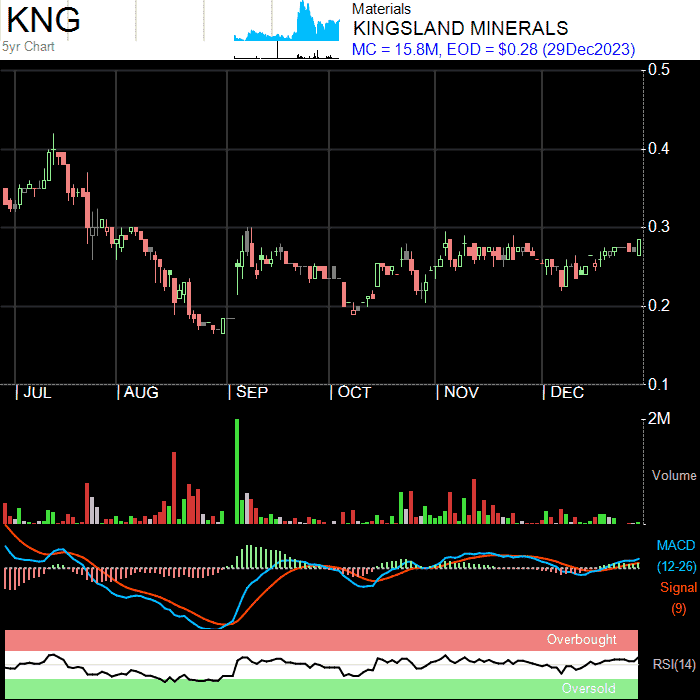 KNG
5yr Chart
Materials
KINGSLAND MINERALS
MC = 15.8M, EOD = $0.28 (29Dec2023)
0.5
0.4
0.3
0.2
0.1
JUL AUG SEP OCT NOV DEC
2M
Volume
MACD
(12-26)
Signal
(9)
Overbought
RSI(14)
Oversold